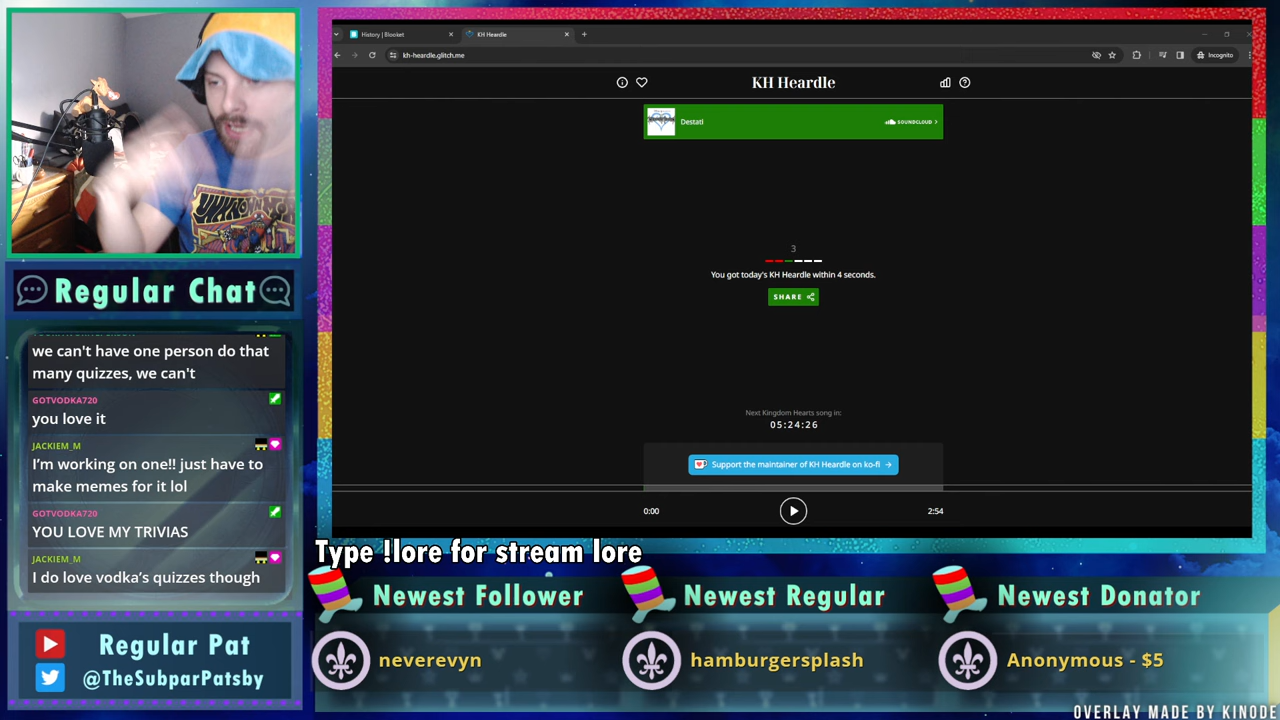 History | Blooket
KH Heardle
kh-heardle.glitch.me
Incognito
KH Heardle
Destati
SOUNDCLOUD >
3
You got today's KH Heardle within 4 seconds.
SHARE
Next Kingdom Hearts song in:
05:24:26
Support the maintainer of KH Heardle on ko-fi →
0:00
2:54
Regular Chat
we can't have one person do that
many quizzes, we can't
GOTVODKA720
you love it
JACKIEM_M
I'm working on one!! just have to
make memes for it lol
GOTVODKA720
YOU LOVE MY TRIVIAS
JACKIEM_M
I do love vodka's quizzes though
Regular Pat
@TheSubparPatsby
Type !lore for stream lore
Newest Follower
neverevyn
Newest Regular
hamburgersplash
Newest Donator
Anonymous - $5
OVERLAY MADE BY KINODE